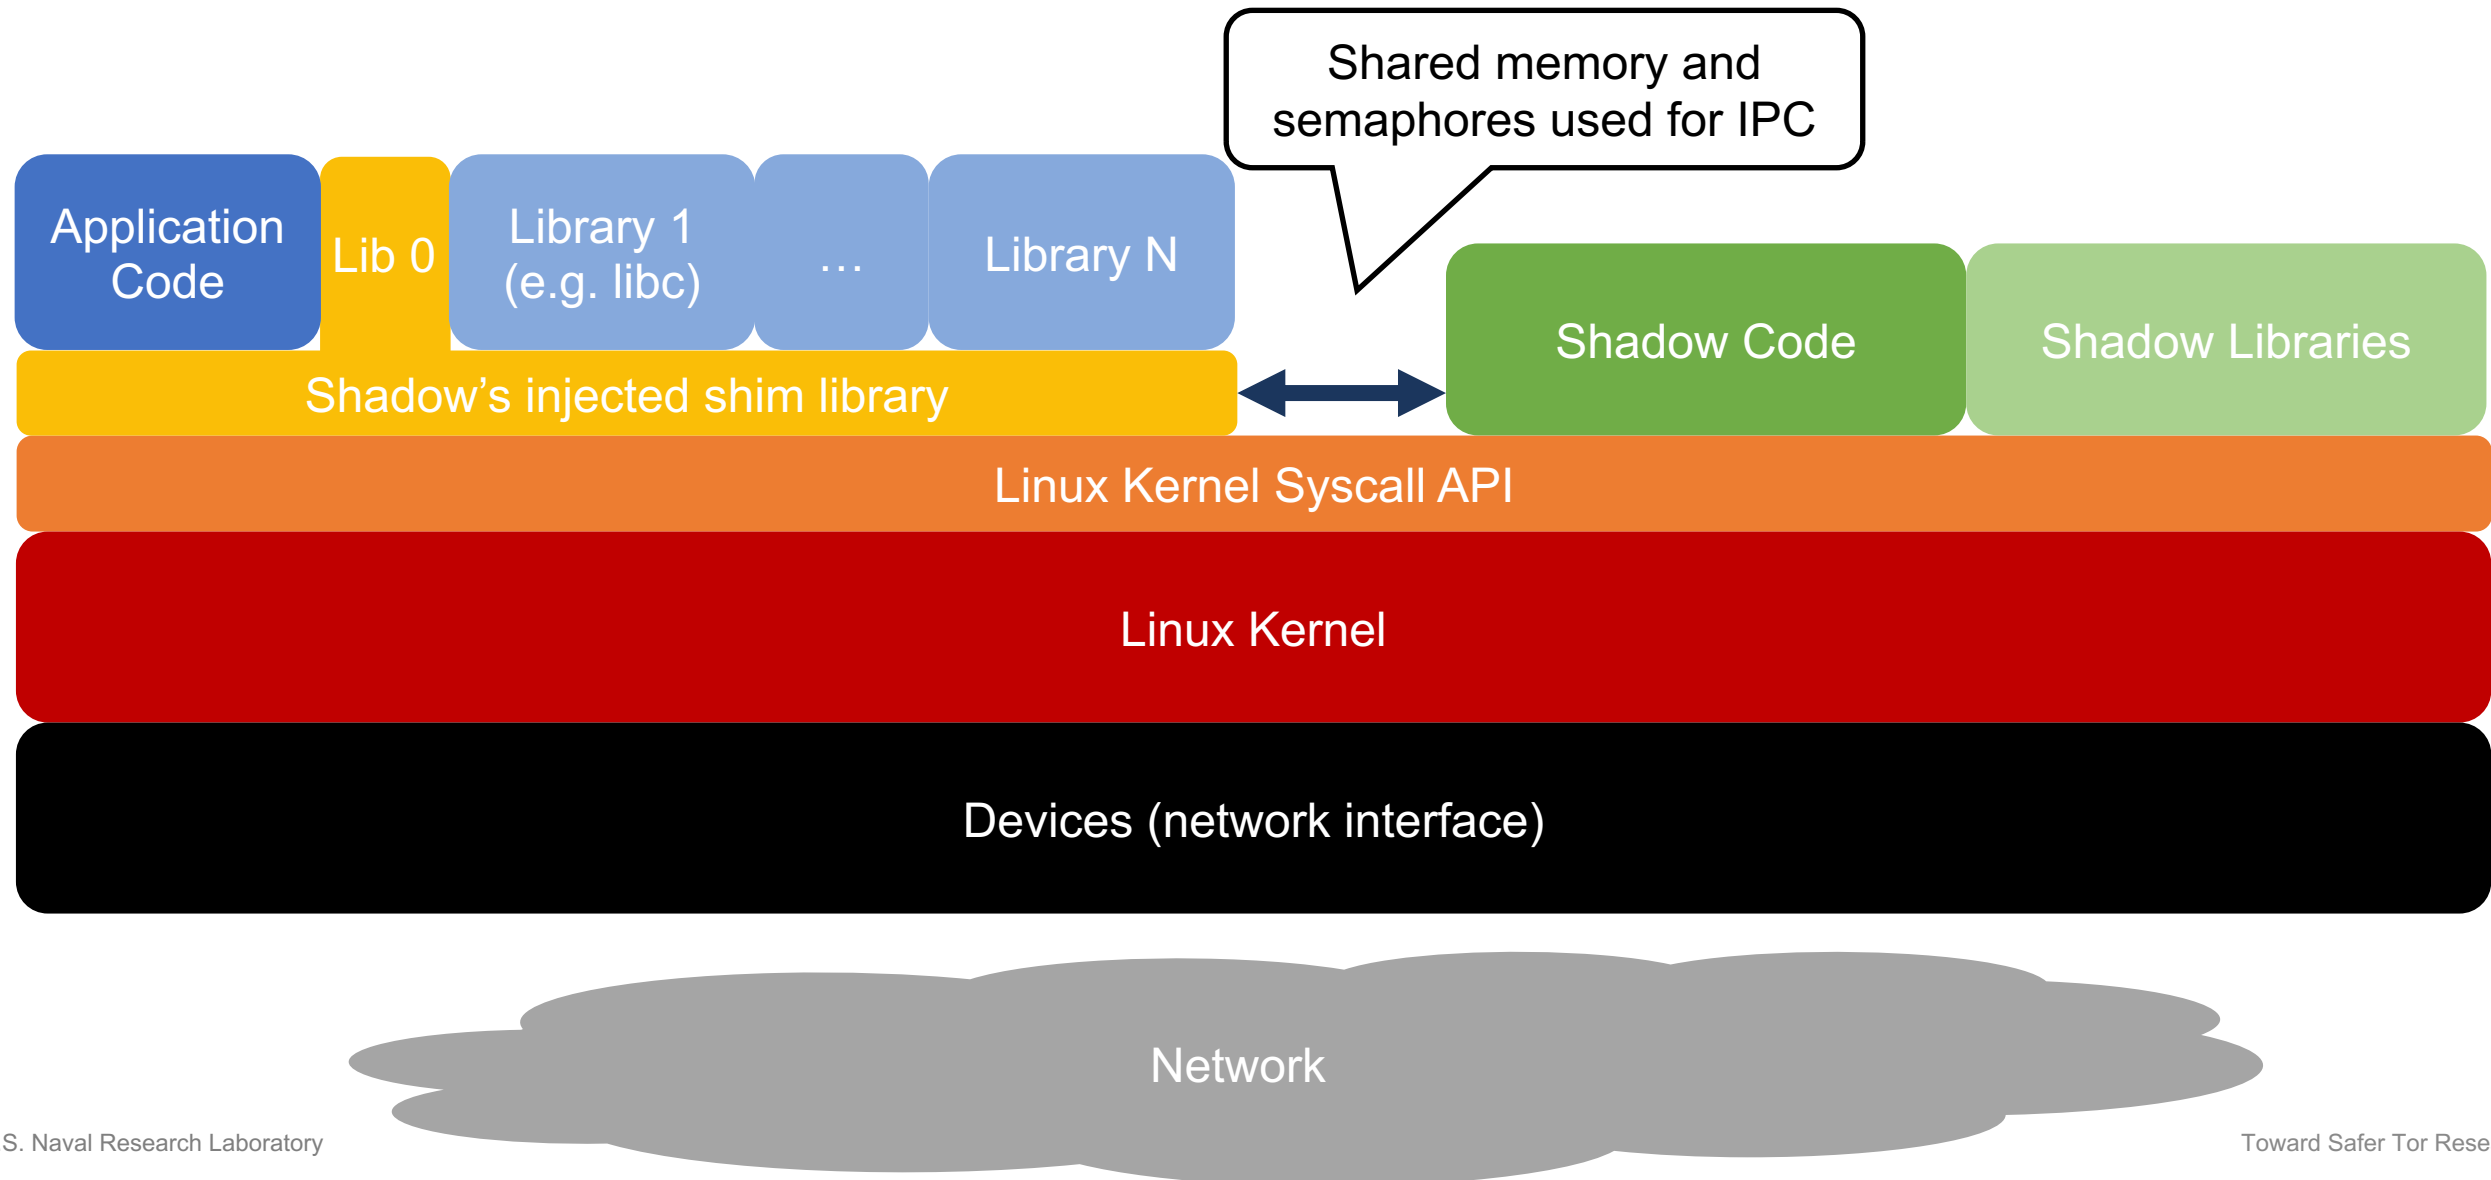 Shared memory and
semaphores used for IPC
Application
Code
Lib 0
Library 1
(e.g. libc)
…
Library N
Shadow Code
Shadow Libraries
Shadow’s injected shim library
Linux Kernel Syscall API
Linux Kernel
Devices (network interface)
Network
S. Naval Research Laboratory
Toward Safer Tor Rese